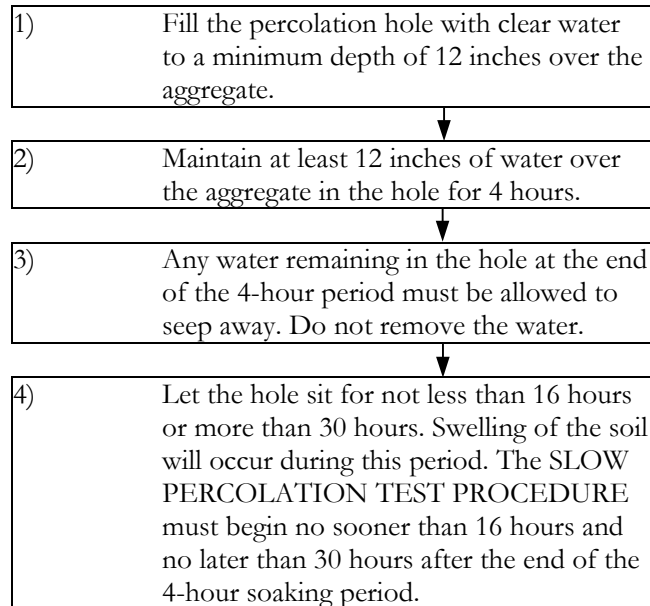 1) Fill the percolation hole with clear water
to a minimum depth of 12 inches over the
aggregate.
2) Maintain at least 12 inches of water over
the aggregate in the hole for 4 hours.
3) Any water remaining in the hole at the end
of the 4-hour period must be allowed to
seep away. Do not remove the water.
4) Let the hole sit for not less than 16 hours
or more than 30 hours. Swelling of the soil
will occur during this period. The SLOW
PERCOLATION TEST PROCEDURE
must begin no sooner than 16 hours and
no later than 30 hours after the end of the
4-hour soaking period.